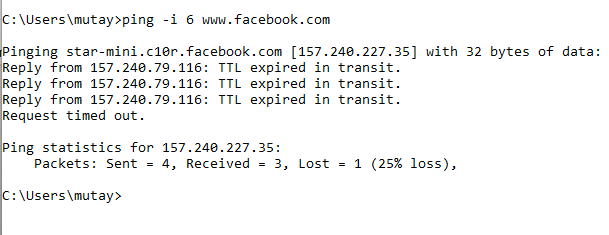 C:\Users\mutay>ping -i 6 www.facebook.com
Pinging star-mini.c10r.facebook.com [157.240.227.35] with 32 bytes of data:
Reply from 157.240.79.116: TTL expired in transit.
Reply from 157.240.79.116: TTL expired in transit.
Reply from 157.240.79.116: TTL expired in transit.
Request timed out.
Ping statistics for 157.240.227.35:
    Packets: Sent = 4, Received = 3, Lost = 1 (25% loss),
C:\Users\mutay>